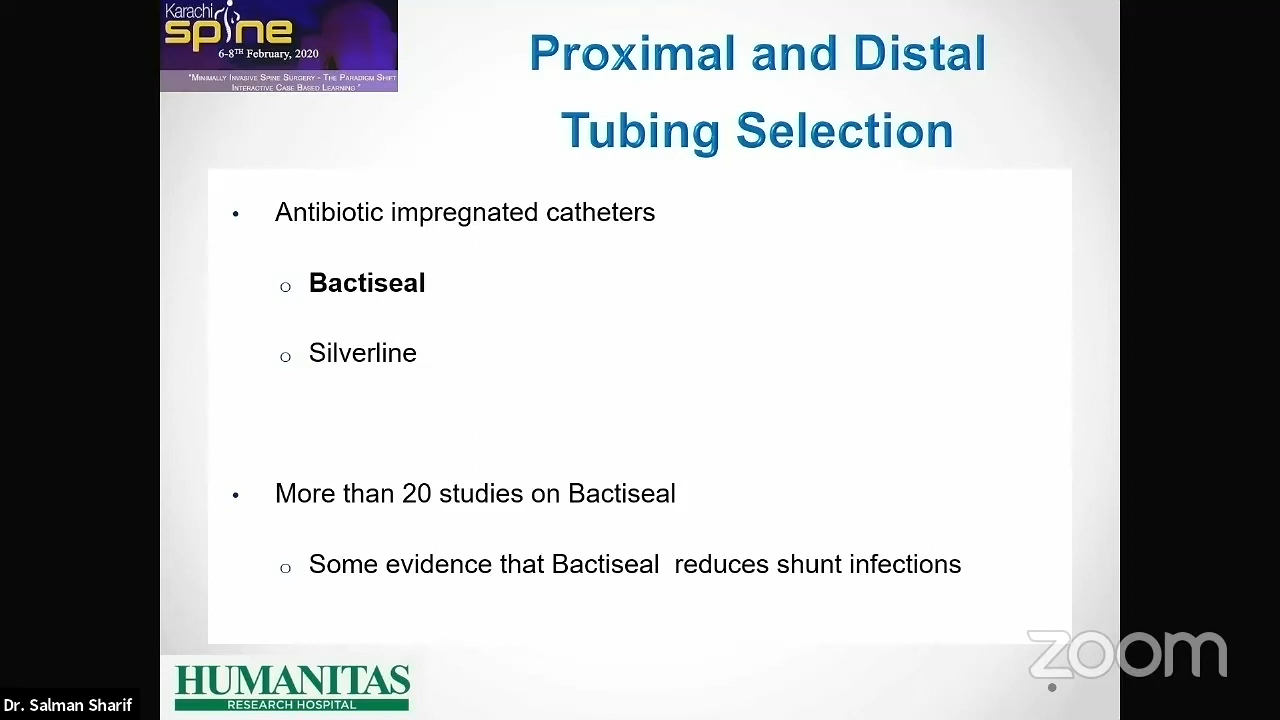 Karachi
spine
6-8TH February, 2020
"Minimally Invasive Spine Surgery - The Paradigm Shift
Interactive Case Based Learning"
Proximal and Distal
Tubing Selection
• Antibiotic impregnated catheters
o Bactiseal
o Silverline
• More than 20 studies on Bactiseal
o Some evidence that Bactiseal reduces shunt infections
HUMANITAS
RESEARCH HOSPITAL
zoom
Dr. Salman Sharif